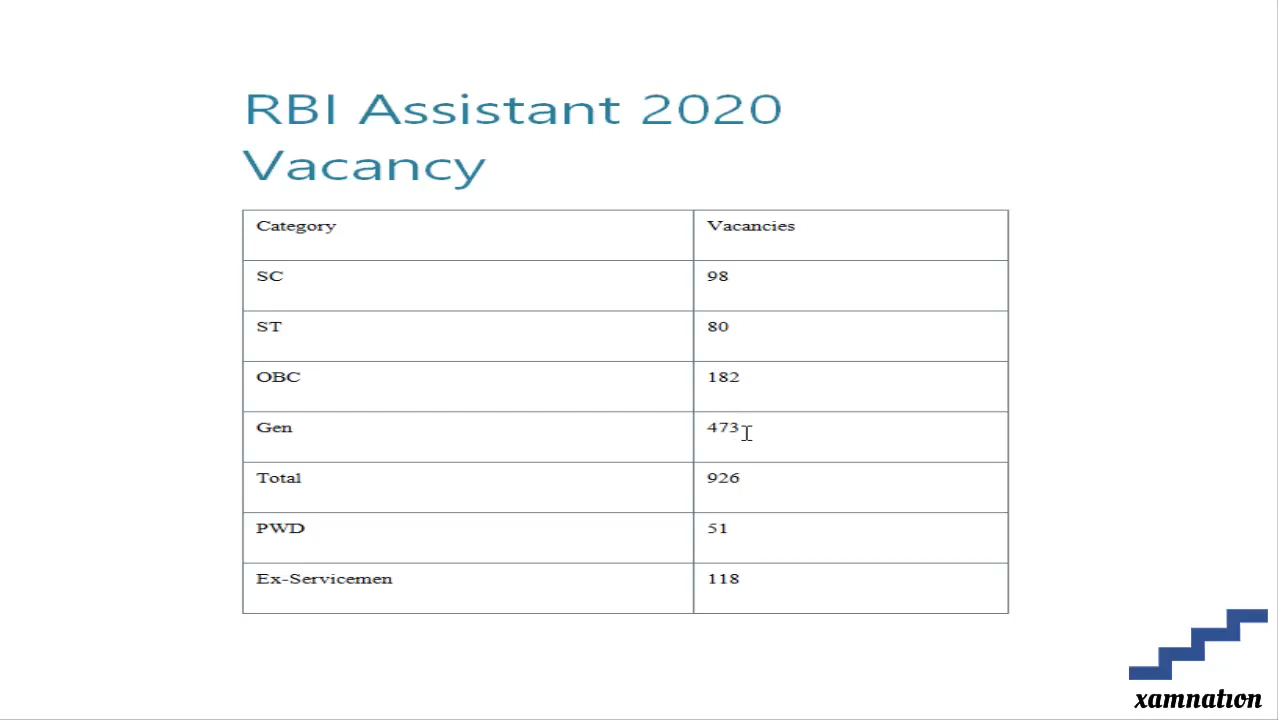 RBI Assistant 2020
Vacancy
Category Vacancies
SC 98
ST 80
OBC 182
Gen 473
Total 926
PWD 51
Ex-Servicemen 118
xamnation